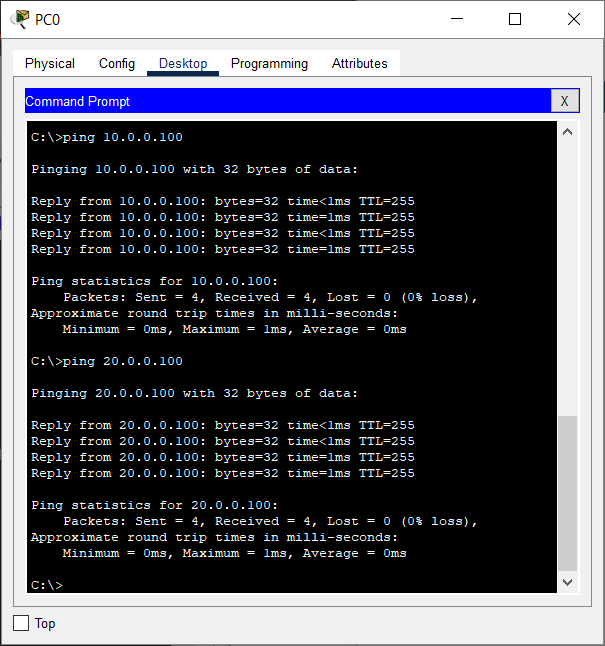 PC0
Physical Config Desktop Programming Attributes
Command Prompt X
C:\>ping 10.0.0.100
Pinging 10.0.0.100 with 32 bytes of data:
Reply from 10.0.0.100: bytes=32 time<1ms TTL=255
Reply from 10.0.0.100: bytes=32 time=1ms TTL=255
Reply from 10.0.0.100: bytes=32 time<1ms TTL=255
Reply from 10.0.0.100: bytes=32 time=1ms TTL=255
Ping statistics for 10.0.0.100:
Packets: Sent = 4, Received = 4, Lost = 0 (0% loss),
Approximate round trip times in milli-seconds:
Minimum = 0ms, Maximum = 1ms, Average = 0ms
C:\>ping 20.0.0.100
Pinging 20.0.0.100 with 32 bytes of data:
Reply from 20.0.0.100: bytes=32 time<1ms TTL=255
Reply from 20.0.0.100: bytes=32 time=1ms TTL=255
Reply from 20.0.0.100: bytes=32 time<1ms TTL=255
Reply from 20.0.0.100: bytes=32 time=1ms TTL=255
Ping statistics for 20.0.0.100:
Packets: Sent = 4, Received = 4, Lost = 0 (0% loss),
Approximate round trip times in milli-seconds:
Minimum = 0ms, Maximum = 1ms, Average = 0ms
C:\>
Top